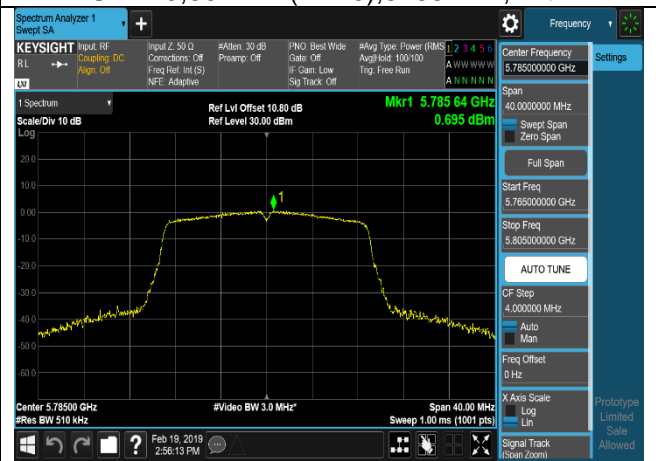 Spectrum Analyzer 1
Swept SA
+
Frequency
KEYSIGHT
RL
LXI
Input: RF
Coupling: DC
Align: Off
Input Z: 50 Ω
Corrections: Off
Freq Ref: Int (S)
NFE: Adaptive
#Atten: 30 dB
Preamp: Off
PNO: Best Wide
Gate: Off
IF Gain: Low
Sig Track: Off
#Avg Type: Power (RMS
Avg|Hold: 100/100
Trig: Free Run
1 2 3 4 5 6
A W W W W W
A N N N N N
Center Frequency
5.785000000 GHz
Settings
1 Spectrum
Scale/Div 10 dB
Log
Ref Lvl Offset 10.80 dB
Ref Level 30.00 dBm
Mkr1 5.785 64 GHz
0.695 dBm
Span
40.0000000 MHz
Swept Span
Zero Span
Full Span
Start Freq
5.765000000 GHz
Stop Freq
5.805000000 GHz
AUTO TUNE
CF Step
4.000000 MHz
Auto
Man
Freq Offset
0 Hz
X Axis Scale
Log
Lin
Signal Track
(Span Zoom)
20.0
10.0
0.00
-10.0
-20.0
-30.0
-40.0
-50.0
-60.0
1
Center 5.78500 GHz
#Res BW 510 kHz
#Video BW 3.0 MHz*
Span 40.00 MHz
Sweep 1.00 ms (1001 pts)
Feb 19, 2019
2:56:13 PM
Prototype
Limited
Sale
Allowed